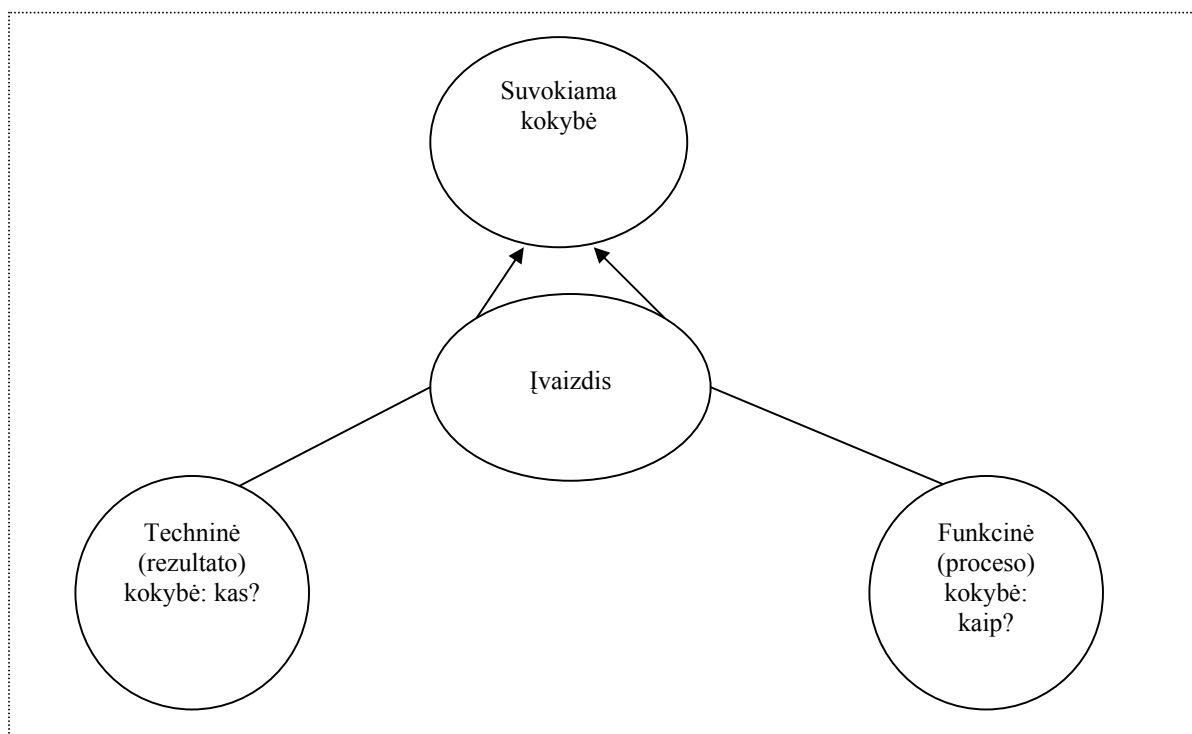 Suvokiama
kokybė
Įvaizdis
Techninė
(rezultato)
kokybė: kas?
Funkcinė
(proceso)
kokybė:
kaip?